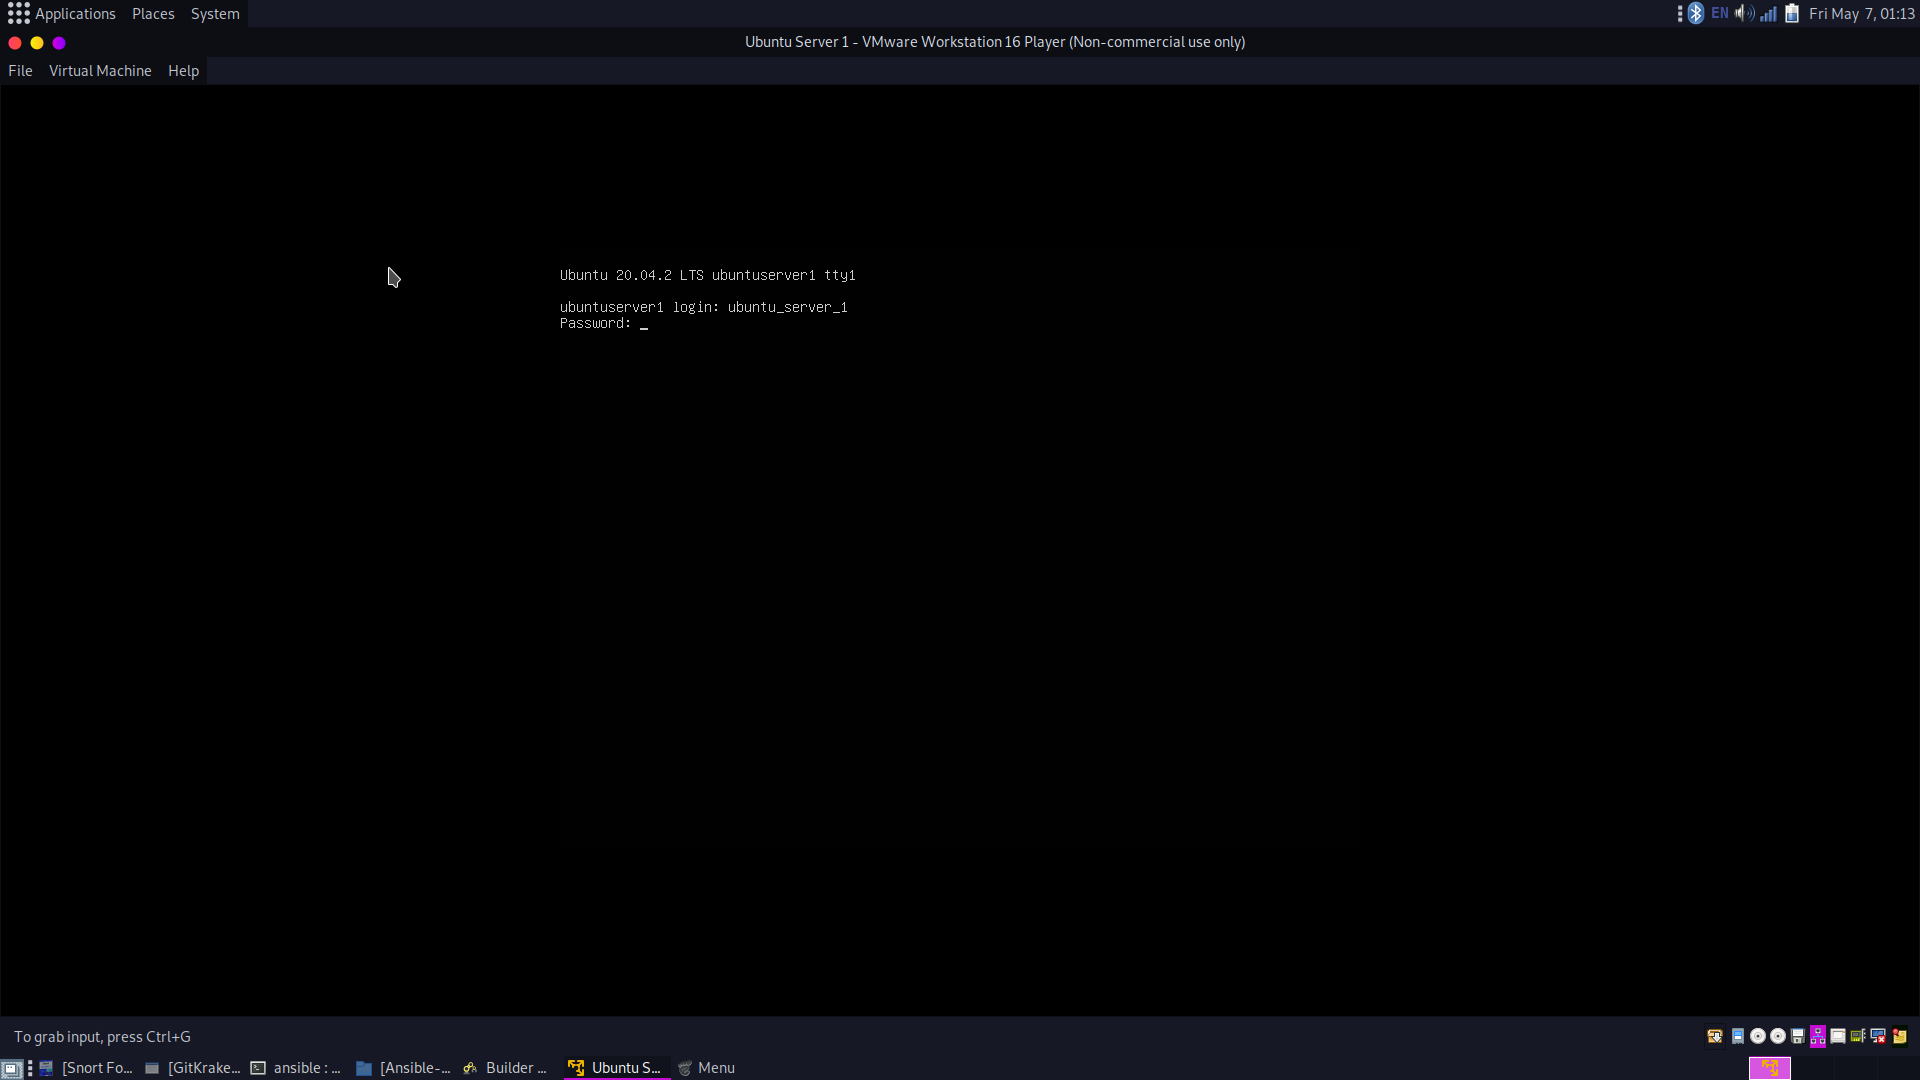 Applications Places System
EN Fri May 7, 01:13
Ubuntu Server 1 - VMware Workstation 16 Player (Non-commercial use only)
File Virtual Machine Help
Ubuntu 20.04.2 LTS ubuntuserver1 tty1
ubuntuserver1 login: ubuntu_server_1
Password: _
To grab input, press Ctrl+G
[Snort Fo... [GitKrake... ansible : ... [Ansible-... Builder ... Ubuntu S... Menu